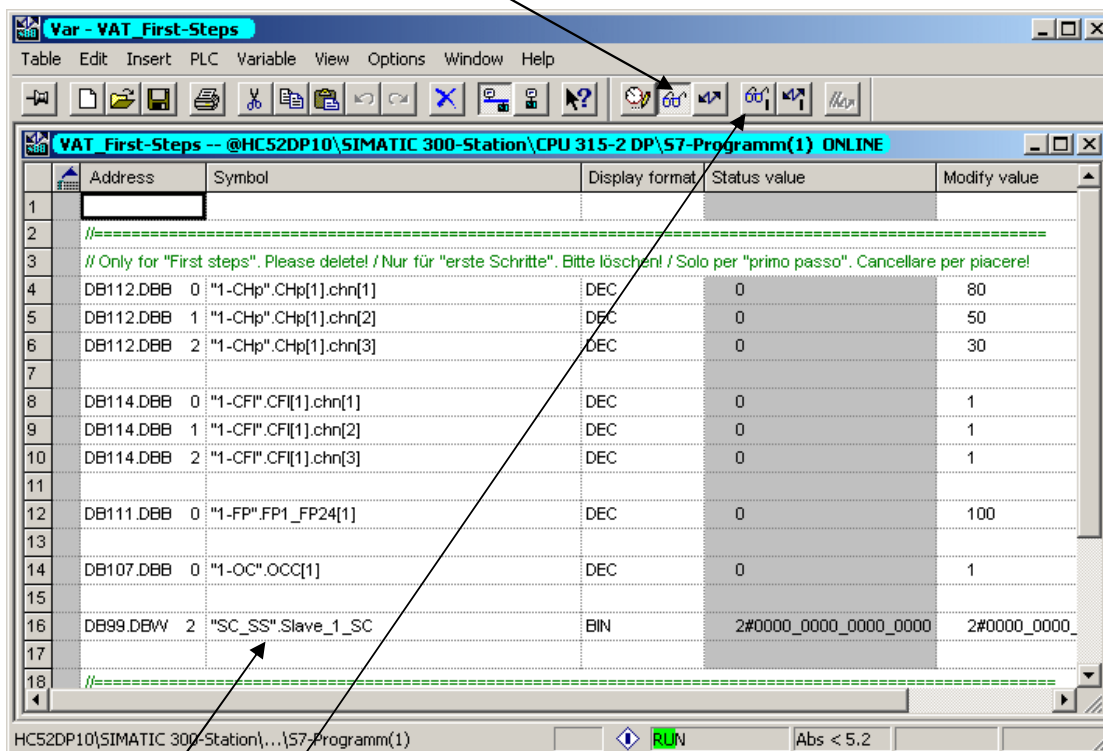 Var - VAT_First-Steps
Table Edit Insert PLC Variable View Options Window Help
VAT_First-Steps -- @HC52DP10\SIMATIC 300-Station\CPU 315-2 DP\S7-Programm(1) ONLINE
Address Symbol Display format Status value Modify value
1
2 //=========================================================================================================
3 // Only for "First steps". Please delete! / Nur für "erste Schritte". Bitte löschen! / Solo per "primo passo". Cancellare per piacere!
4 DB112.DBB 0 "1-CHp".CHp[1].chn[1] DEC 0 80
5 DB112.DBB 1 "1-CHp".CHp[1].chn[2] DEC 0 50
6 DB112.DBB 2 "1-CHp".CHp[1].chn[3] DEC 0 30
7
8 DB114.DBB 0 "1-CFI".CFI[1].chn[1] DEC 0 1
9 DB114.DBB 1 "1-CFI".CFI[1].chn[2] DEC 0 1
10 DB114.DBB 2 "1-CFI".CFI[1].chn[3] DEC 0 1
11
12 DB111.DBB 0 "1-FP".FP1_FP24[1] DEC 0 100
13
14 DB107.DBB 0 "1-OC".OCC[1] DEC 0 1
15
16 DB99.DBW 2 "SC_SS".Slave_1_SC BIN 2#0000_0000_0000_0000 2#0000_0000_
17
18 //=========================================================================================================
HC52DP10\SIMATIC 300-Station\...\S7-Programm(1) RUN Abs < 5.2